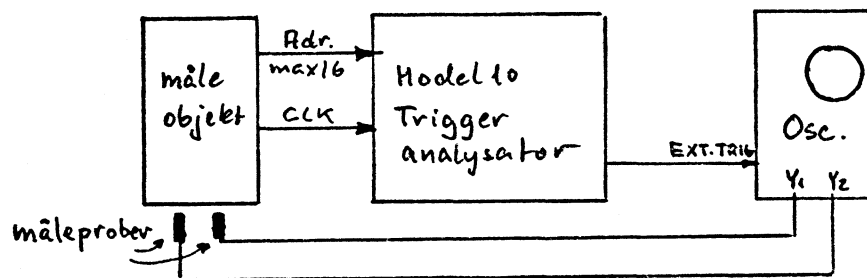 måle
objekt
Adr.
max16
CLK
Model 10
Trigger
analysator
EXT.TRIG
Osc.
Y1 Y2
måleprober